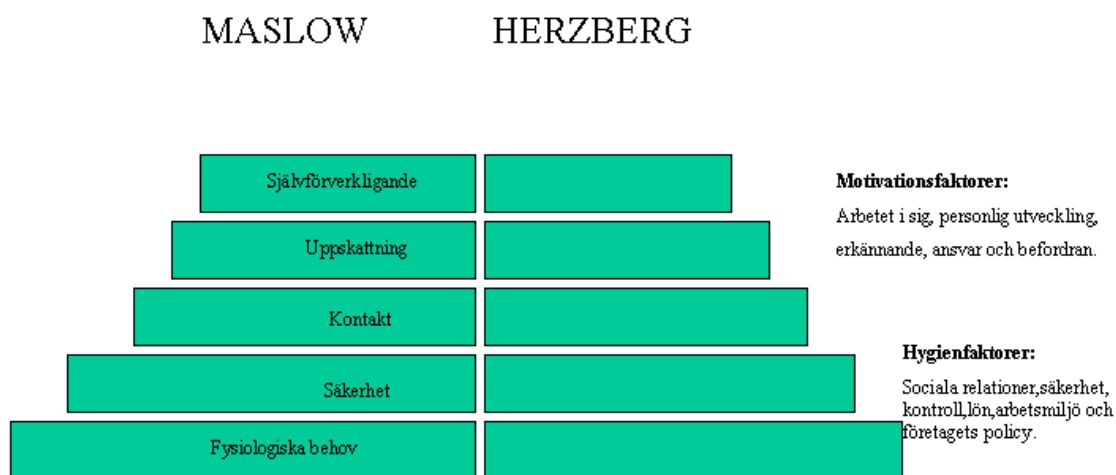 MASLOW HERZBERG
Självförverkligande
Uppskattning
Kontakt
Säkerhet
Fysiologiska behov
Motivationsfaktorer:
Arbetet i sig, personlig utveckling,
erkännande, ansvar och befordran.
Hygienfaktorer:
Sociala relationer,säkerhet,
kontroll,lön,arbetsmiljö och
företagets policy.